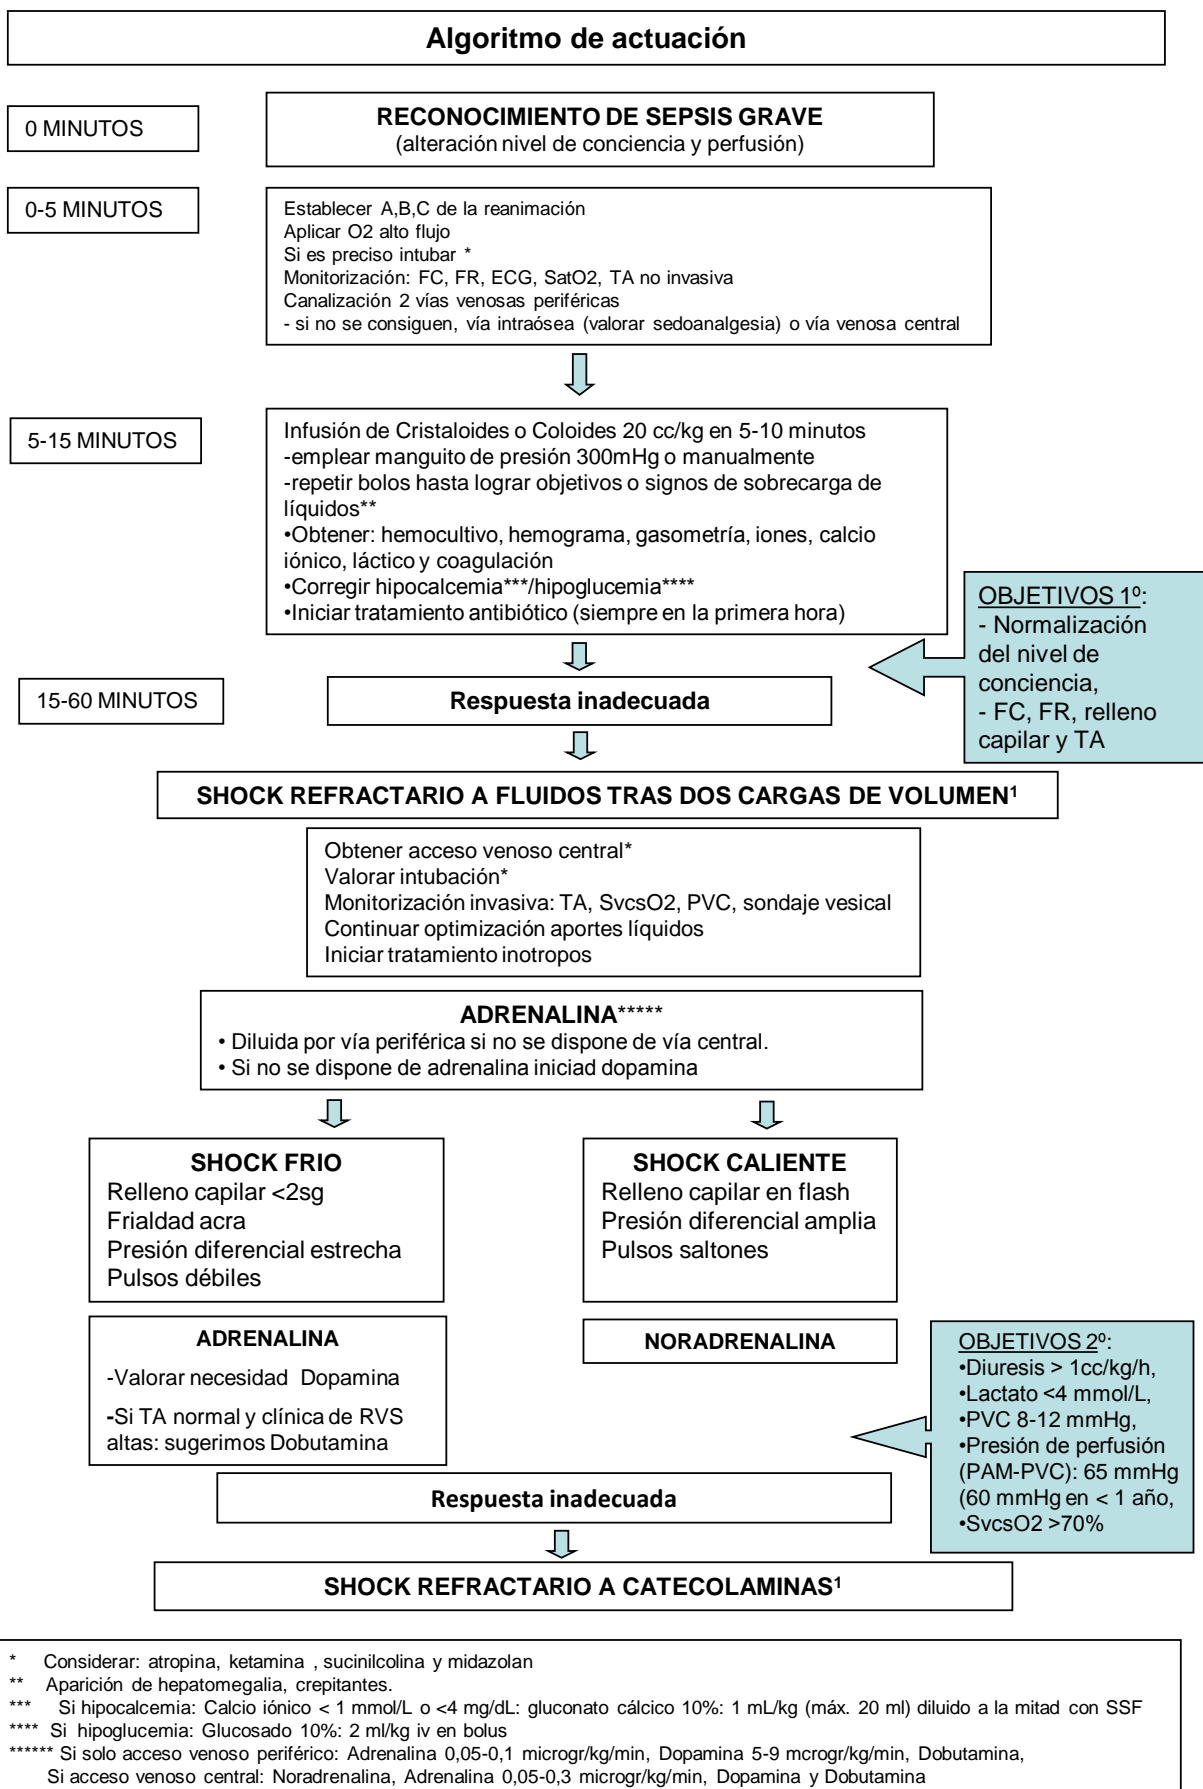 Algoritmo de actuación
0 MINUTOS
RECONOCIMIENTO DE SEPSIS GRAVE
(alteración nivel de conciencia y perfusión)
0-5 MINUTOS
Establecer A,B,C de la reanimación
Aplicar O2 alto flujo
Si es preciso intubar *
Monitorización: FC, FR, ECG, SatO2, TA no invasiva
Canalización 2 vías venosas periféricas
- si no se consiguen, vía intraósea (valorar sedoanalgesia) o vía venosa central
5-15 MINUTOS
Infusión de Cristaloides o Coloides 20 cc/kg en 5-10 minutos
-emplear manguito de presión 300mHg o manualmente
-repetir bolos hasta lograr objetivos o signos de sobrecarga de
líquidos**
•Obtener: hemocultivo, hemograma, gasometría, iones, calcio
iónico, láctico y coagulación
•Corregir hipocalcemia***/hipoglucemia****
•Iniciar tratamiento antibiótico (siempre en la primera hora)
OBJETIVOS 1º:
- Normalización
del nivel de
conciencia,
- FC, FR, relleno
capilar y TA
15-60 MINUTOS
Respuesta inadecuada
SHOCK REFRACTARIO A FLUIDOS TRAS DOS CARGAS DE VOLUMEN¹
Obtener acceso venoso central*
Valorar intubación*
Monitorización invasiva: TA, SvcsO2, PVC, sondaje vesical
Continuar optimización aportes líquidos
Iniciar tratamiento inotropos
ADRENALINA*****
• Diluida por vía periférica si no se dispone de vía central.
• Si no se dispone de adrenalina iniciad dopamina
SHOCK FRIO
Relleno capilar <2sg
Frialdad acra
Presión diferencial estrecha
Pulsos débiles
SHOCK CALIENTE
Relleno capilar en flash
Presión diferencial amplia
Pulsos saltones
ADRENALINA
-Valorar necesidad Dopamina
-Si TA normal y clínica de RVS
altas: sugerimos Dobutamina
NORADRENALINA
OBJETIVOS 2º:
•Diuresis > 1cc/kg/h,
•Lactato <4 mmol/L,
•PVC 8-12 mmHg,
•Presión de perfusión
(PAM-PVC): 65 mmHg
(60 mmHg en < 1 año,
•SvcsO2 >70%
Respuesta inadecuada
SHOCK REFRACTARIO A CATECOLAMINAS¹
* Considerar: atropina, ketamina , sucinilcolina y midazolan
** Aparición de hepatomegalia, crepitantes.
*** Si hipocalcemia: Calcio iónico < 1 mmol/L o <4 mg/dL: gluconato cálcico 10%: 1 mL/kg (máx. 20 ml) diluido a la mitad con SSF
**** Si hipoglucemia: Glucosado 10%: 2 ml/kg iv en bolus
****** Si solo acceso venoso periférico: Adrenalina 0,05-0,1 microgr/kg/min, Dopamina 5-9 mcrogr/kg/min, Dobutamina,
Si acceso venoso central: Noradrenalina, Adrenalina 0,05-0,3 microgr/kg/min, Dopamina y Dobutamina